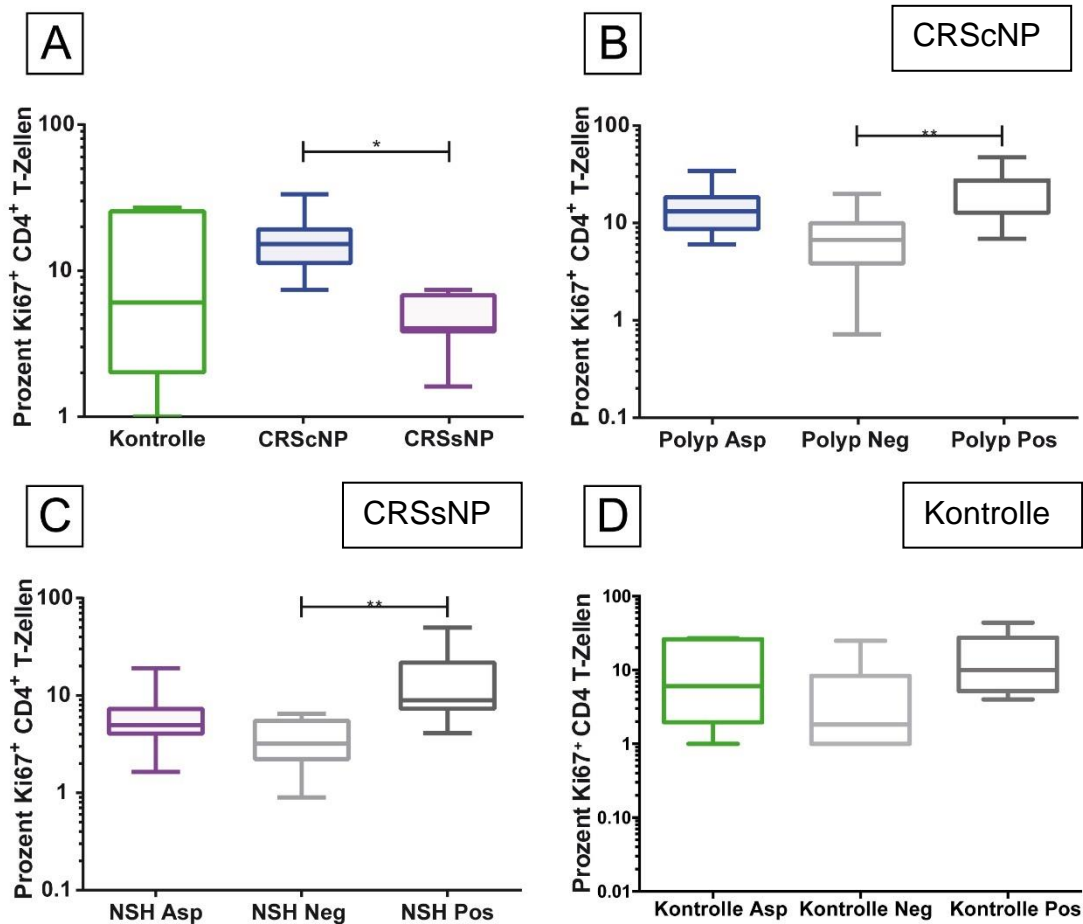 A
Prozent Ki67+ CD4+ T-Zellen
100
10
1
*
Kontrolle CRScNP CRSsNP
B
CRScNP
Prozent Ki67+ CD4+ T-Zellen
100
10
1
0.1
**
Polyp Asp Polyp Neg Polyp Pos
C
CRSsNP
Prozent Ki67+ CD4+ T-Zellen
100
10
1
0.1
**
NSH Asp NSH Neg NSH Pos
D
Kontrolle
Prozent Ki67+ CD4 T-Zellen
100
10
1
0.10
0.01
Kontrolle Asp Kontrolle Neg Kontrolle Pos